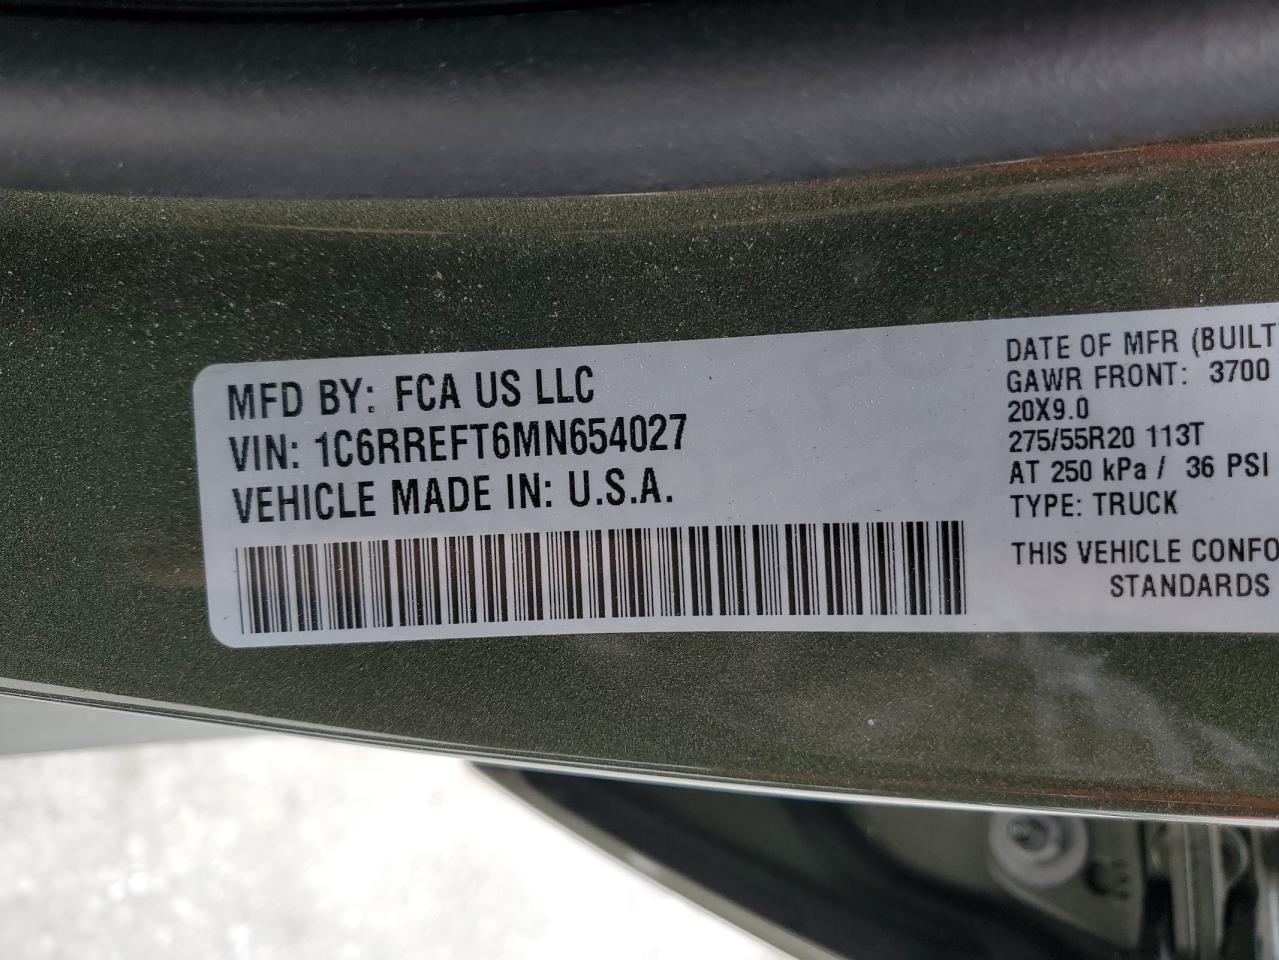 MFD BY: FCA US LLC
VIN: 1C6RREFT6MN654027
VEHICLE MADE IN: U.S.A.
DATE OF MFR (BUILT
GAWR FRONT: 3700
20X9.0
275/55R20 113T
AT 250 kPa / 36 PSI
TYPE: TRUCK
THIS VEHICLE CONFO
STANDARDS